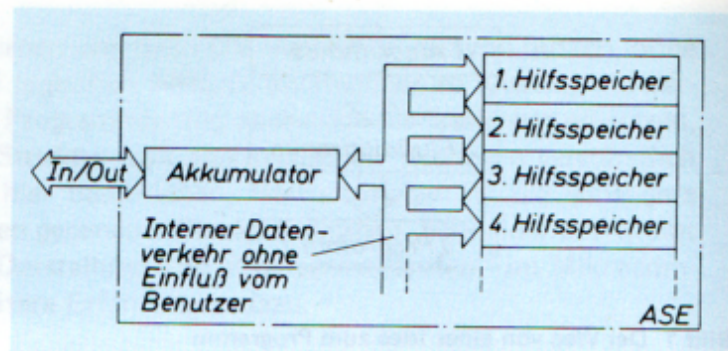 1. Hilfsspeicher
2. Hilfsspeicher
3. Hilfsspeicher
4. Hilfsspeicher
In/Out
Akkumulator
Interner Daten-
verkehr ohne
Einfluß vom
Benutzer
ASE